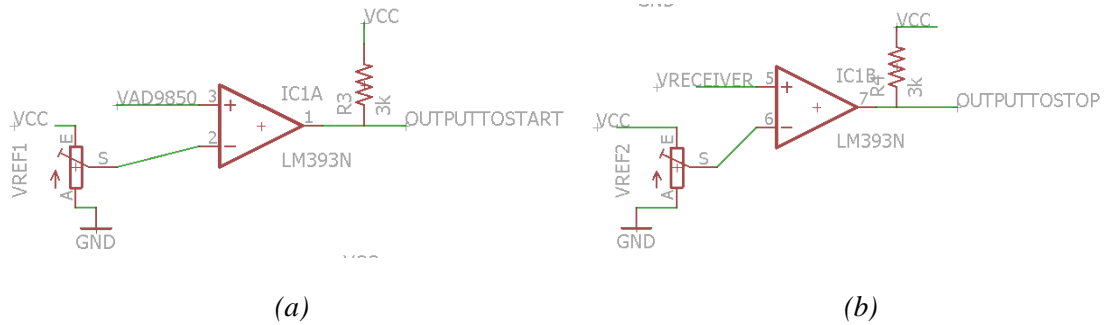 VCC
VAD9850
3
2
1
IC1A
LM393N
R3
3k
OUTPUTTOSTART
VCC
VREF1
E
S
A
GND
(a)
GND
VCC
VRECEIVER
5
6
7
IC1B
LM393N
R4
3k
OUTPUTTOSTOP
VCC
VREF2
E
S
A
GND
(b)